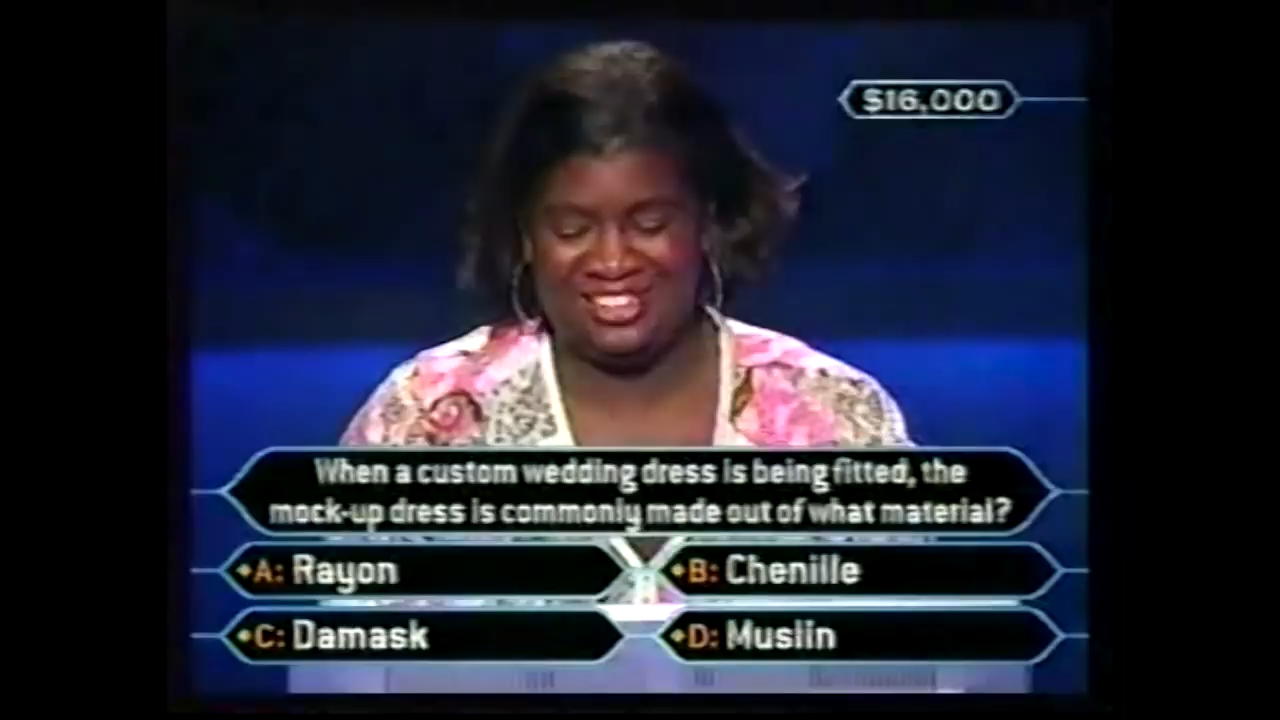 $16,000
When a custom wedding dress is being fitted, the
mock-up dress is commonly made out of what material?
A: Rayon
B: Chenille
C: Damask
D: Muslin